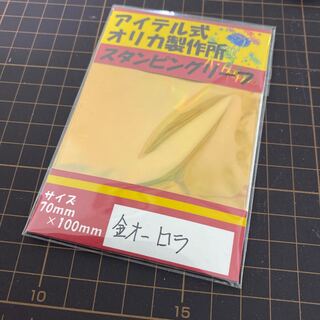 アイテル式
オリカ製作所
スタンピングリーフ
サイズ
70mm
×100mm
金オーロラ
10
15